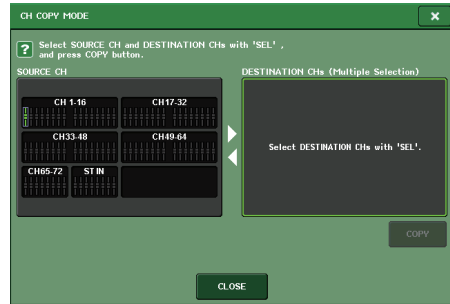 CH COPY MODE
Select SOURCE CH and DESTINATION CHs with 'SEL' ,
and press COPY button.
SOURCE CH
DESTINATION CHs (Multiple Selection)
CH 1-16
CH17-32
CH33-48
CH49-64
CH65-72
ST IN
Select DESTINATION CHs with 'SEL'.
COPY
CLOSE